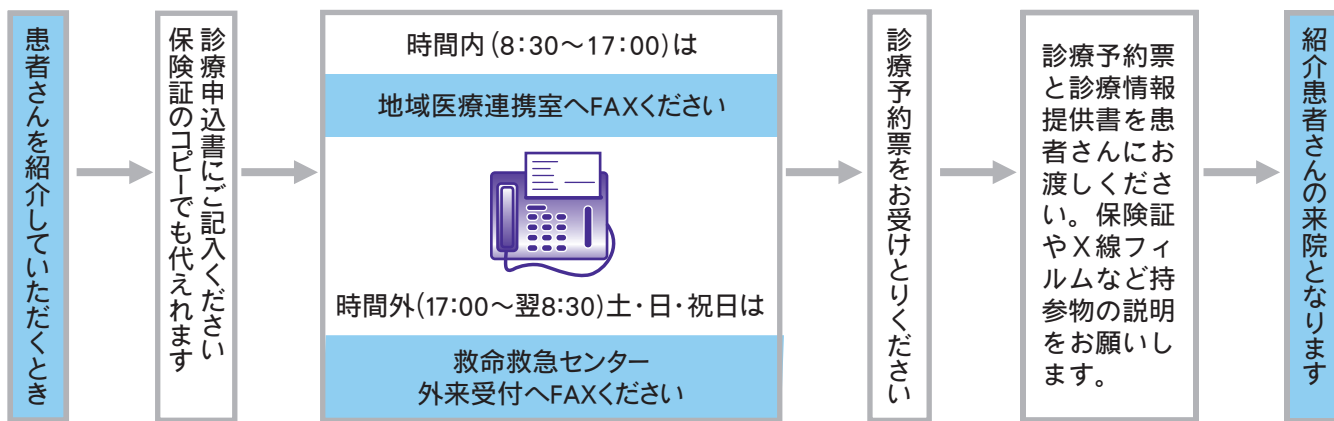 患者さんを紹介していただくとき
診療申込書にご記入ください
保険証のコピーでも代えれます
時間内(8:30〜17:00)は
地域医療連携室へFAXください
時間外(17:00〜翌8:30)土・日・祝日は
救命救急センター
外来受付へFAXください
診療予約票をお受けとりください
診療予約票
と診療情報
提供書を患
者さんにお
渡しくださ
い。保険証
やX線フィ
ルムなど持
参物の説明
をお願いし
ます。
紹介患者さんの来院となります